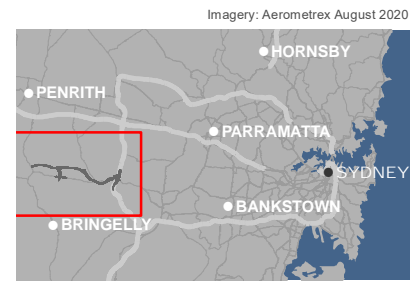 Imagery: Aerometrex August 2020
HORNSBY
PENRITH
PARRAMATTA
SYDNEY
BANKSTOWN
BRINGELLY